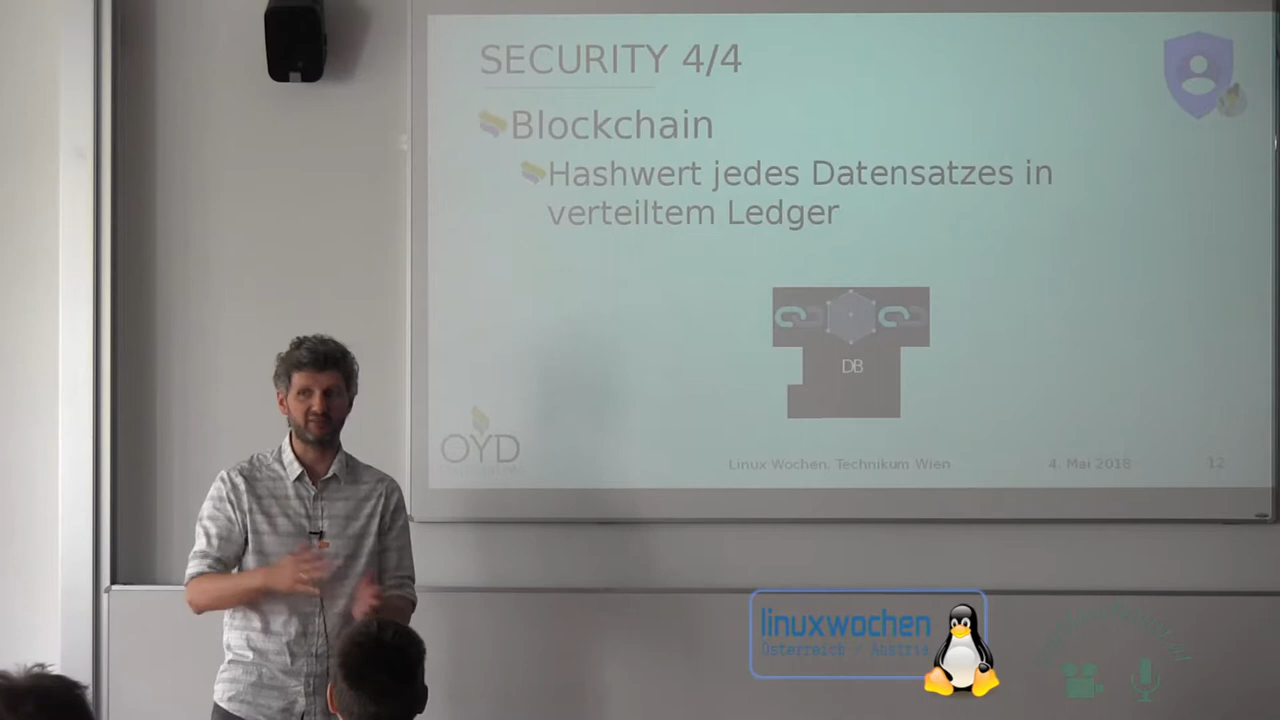 SECURITY 4/4
Blockchain
Hashwert jedes Datensatzes in
verteiltem Ledger
DB
OYD
Linux Wochen, Technikum Wien
4. Mai 2018
12
linuxwochen
Österreich / Austria